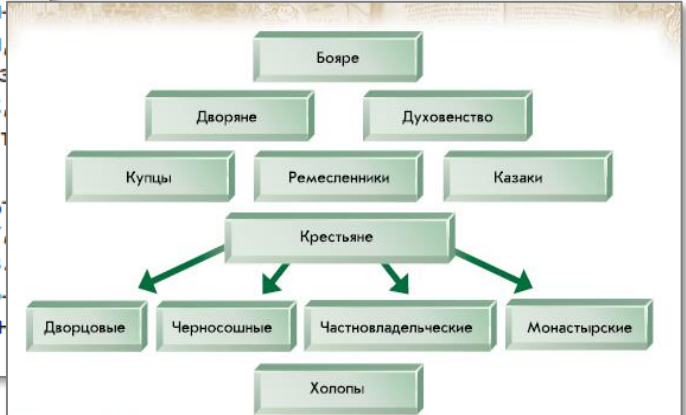 Бояре
Дворяне Духовенство
Купцы Ремесленники Казаки
Крестьяне
Дворцовые Черносошные Частновладельческие Монастырские
Холопы